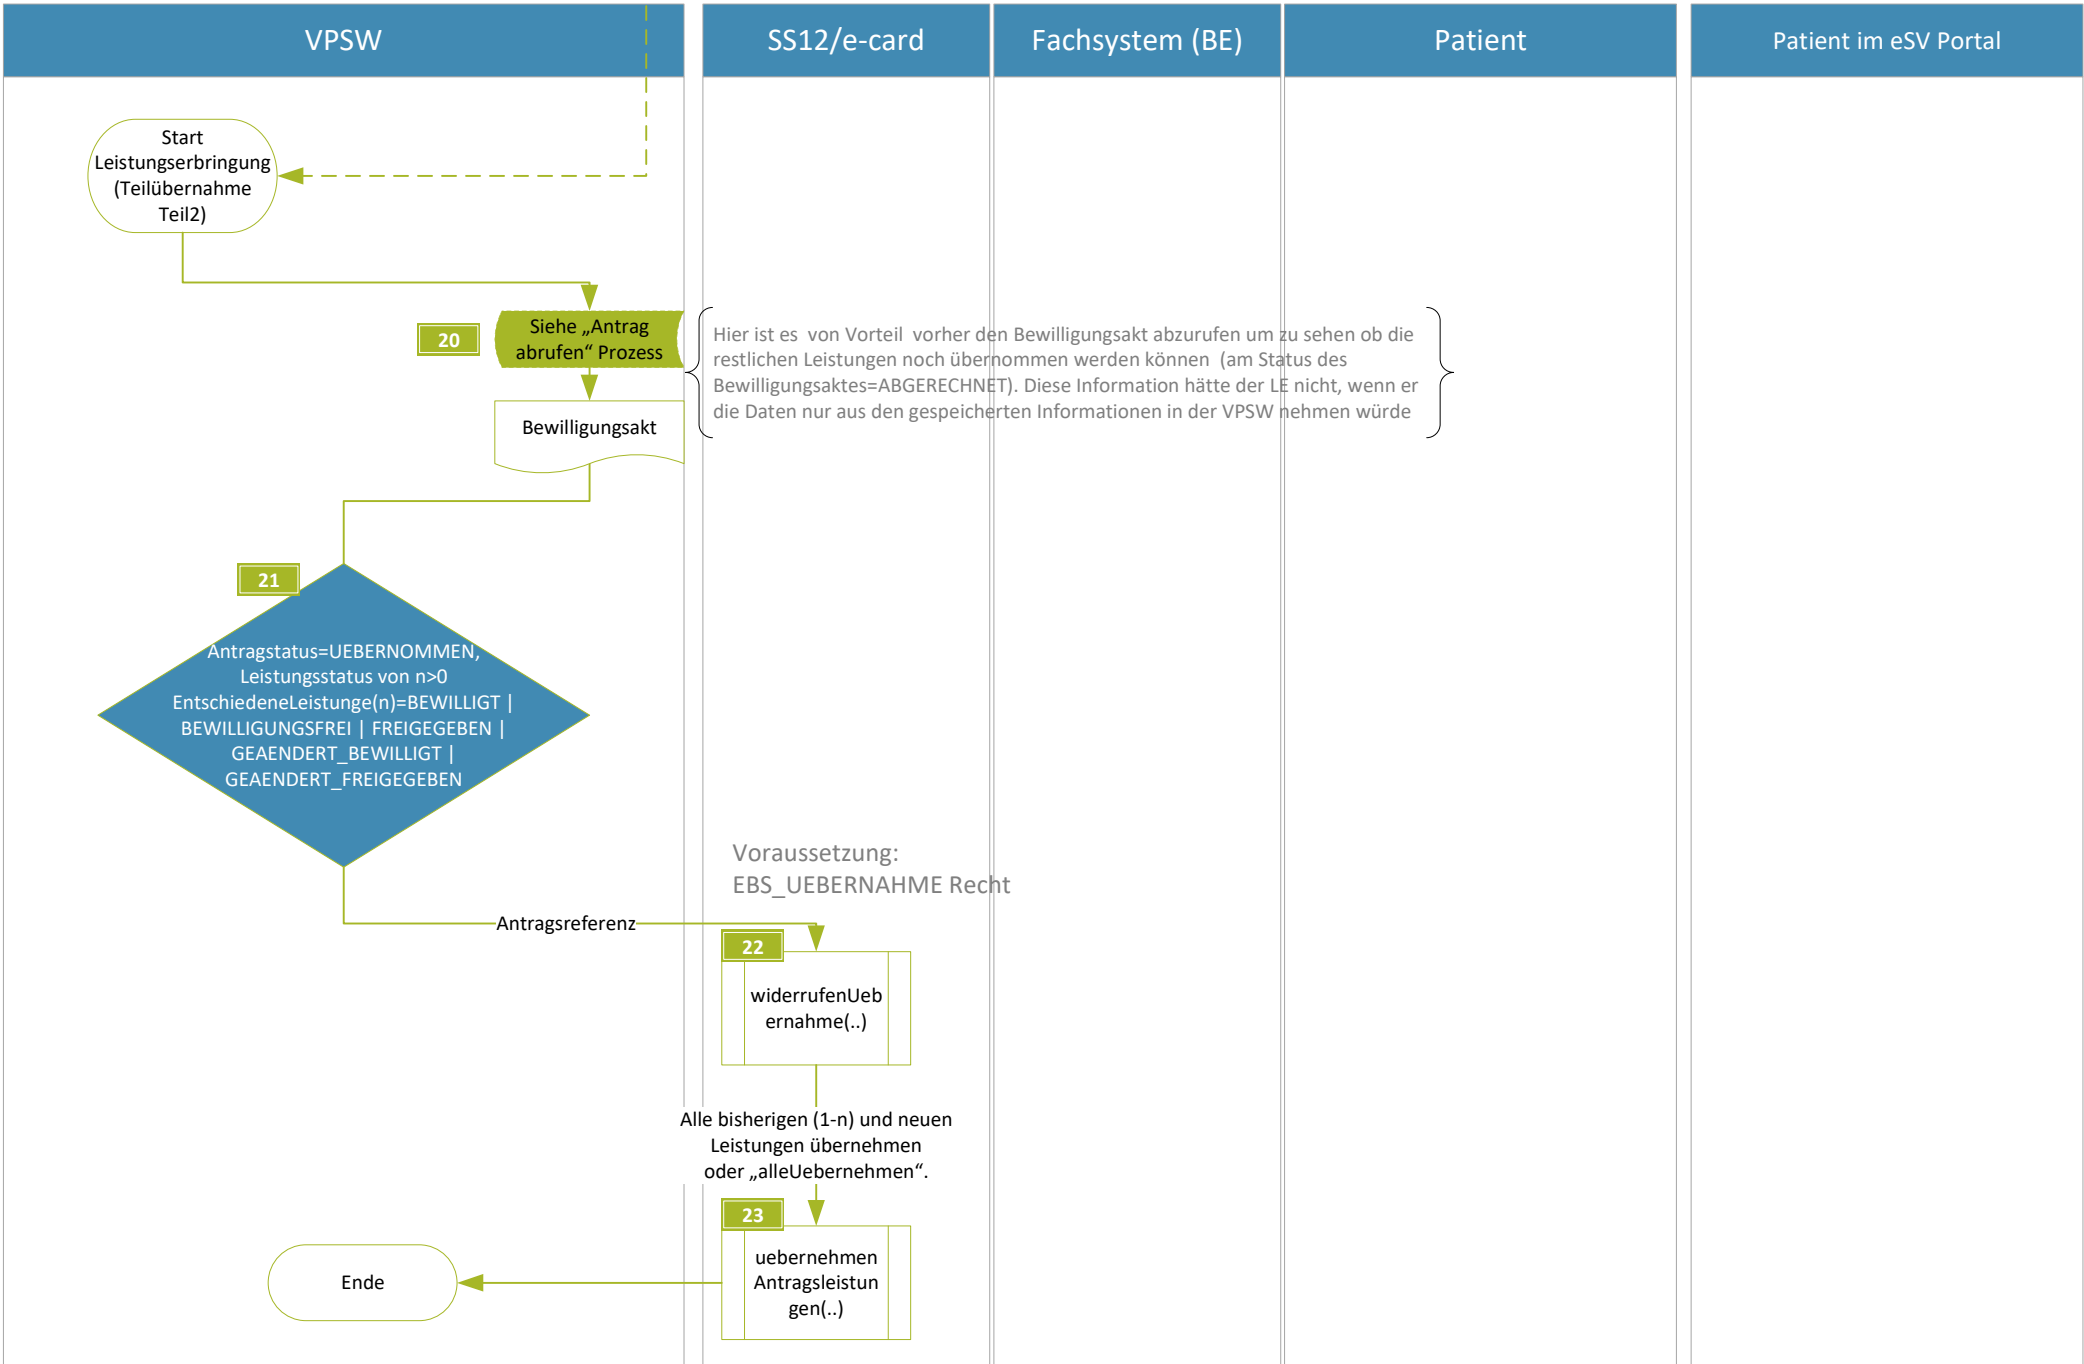 VPSW
SS12/e-card
Fachsystem (BE)
Patient
Patient im eSV Portal
Start
Leistungserbringung
(Teilübernahme
Teil2)
20
Siehe „Antrag
abrufen“ Prozess
Hier ist es von Vorteil vorher den Bewilligungsakt abzurufen um zu sehen ob die
restlichen Leistungen noch übernommen werden können (am Status des
Bewilligungsaktes=ABGERECHNET). Diese Information hätte der LE nicht, wenn er
die Daten nur aus den gespeicherten Informationen in der VPSW nehmen würde
Bewilligungsakt
21
Antragstatus=UEBERNOMMEN,
Leistungsstatus von n>0
EntschiedeneLeistunge(n)=BEWILLIGT |
BEWILLIGUNGSFREI | FREIGEGEBEN |
GEAENDERT_BEWILLIGT |
GEAENDERT_FREIGEGEBEN
Voraussetzung:
EBS_UEBERNAHME Recht
Antragsreferenz
22
widerrufenUeb
ernahme(..)
Alle bisherigen (1-n) und neuen
Leistungen übernehmen
oder „alleUebernehmen“.
23
uebernehmen
Antragsleistun
gen(..)
Ende